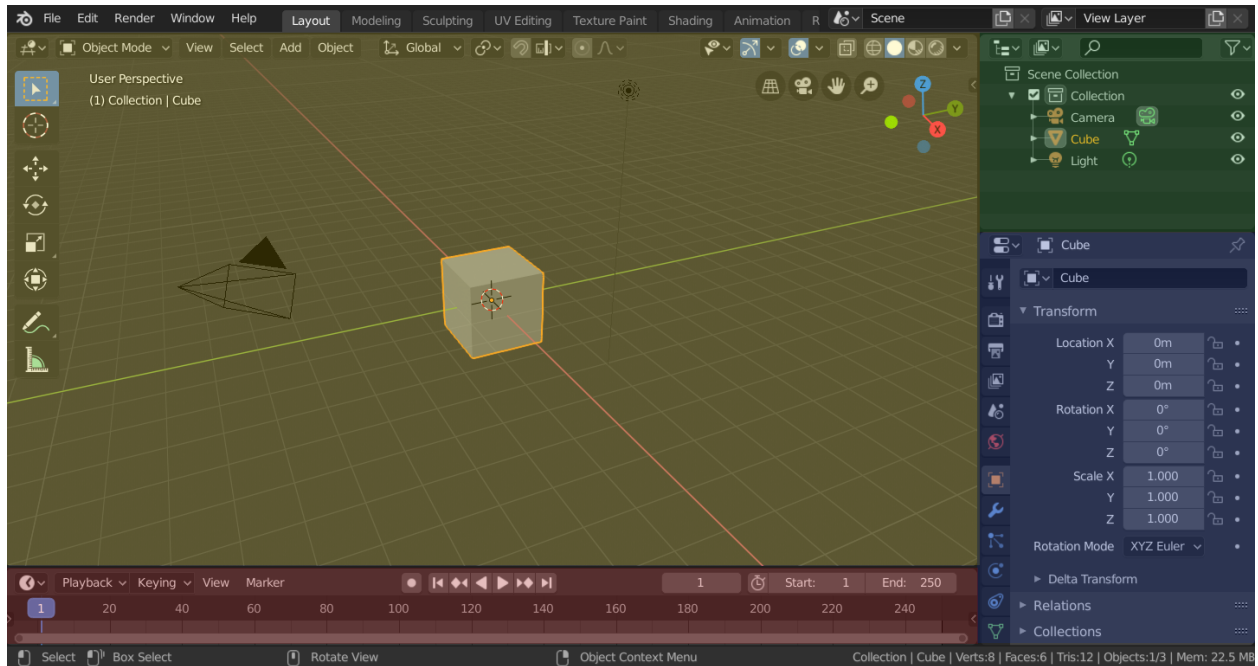 File Edit Render Window Help Layout Modeling Sculpting UV Editing Texture Paint Shading Animation R Scene View Layer
Object Mode View Select Add Object Global
User Perspective
(1) Collection | Cube
Z
Y
X
Scene Collection
Collection
Camera
Cube
Light
Cube
Cube
Transform
Location X 0m
Y 0m
Z 0m
Rotation X 0°
Y 0°
Z 0°
Scale X 1.000
Y 1.000
Z 1.000
Rotation Mode XYZ Euler
Delta Transform
Relations
Collections
Playback Keying View Marker 1 Start: 1 End: 250
1 20 40 60 80 100 120 140 160 180 200 220 240
Select Box Select Rotate View Object Context Menu Collection | Cube | Verts:8 | Faces:6 | Tris:12 | Objects:1/3 | Mem: 22.5 MB